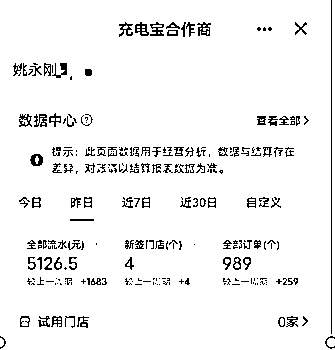 充电宝合作商
姚永刚
数据中心
查看全部>
提示：此页面数据用于经营分析，数据与结算存在
差异，对账请以结算报表数据为准。
今日 昨日 近7日 近30日 自定义
全部流水(元) 新签门店(个) 全部订单(个)
5126.5 4 989
较上一周期 +1683 较上一周期 +4 较上一周期 +259
试用门店 0家>